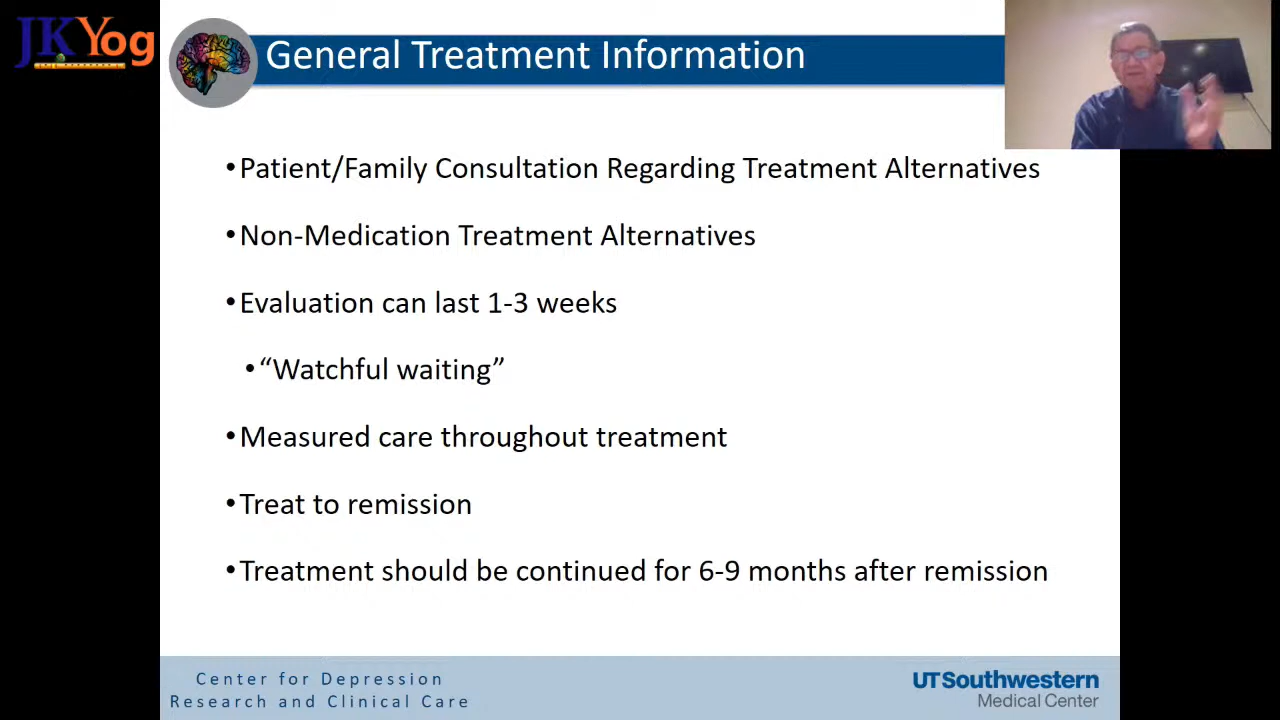 JKYog
General Treatment Information
•Patient/Family Consultation Regarding Treatment Alternatives
•Non-Medication Treatment Alternatives
•Evaluation can last 1-3 weeks
•“Watchful waiting”
•Measured care throughout treatment
•Treat to remission
•Treatment should be continued for 6-9 months after remission
Center for Depression
Research and Clinical Care
UTSouthwestern
Medical Center